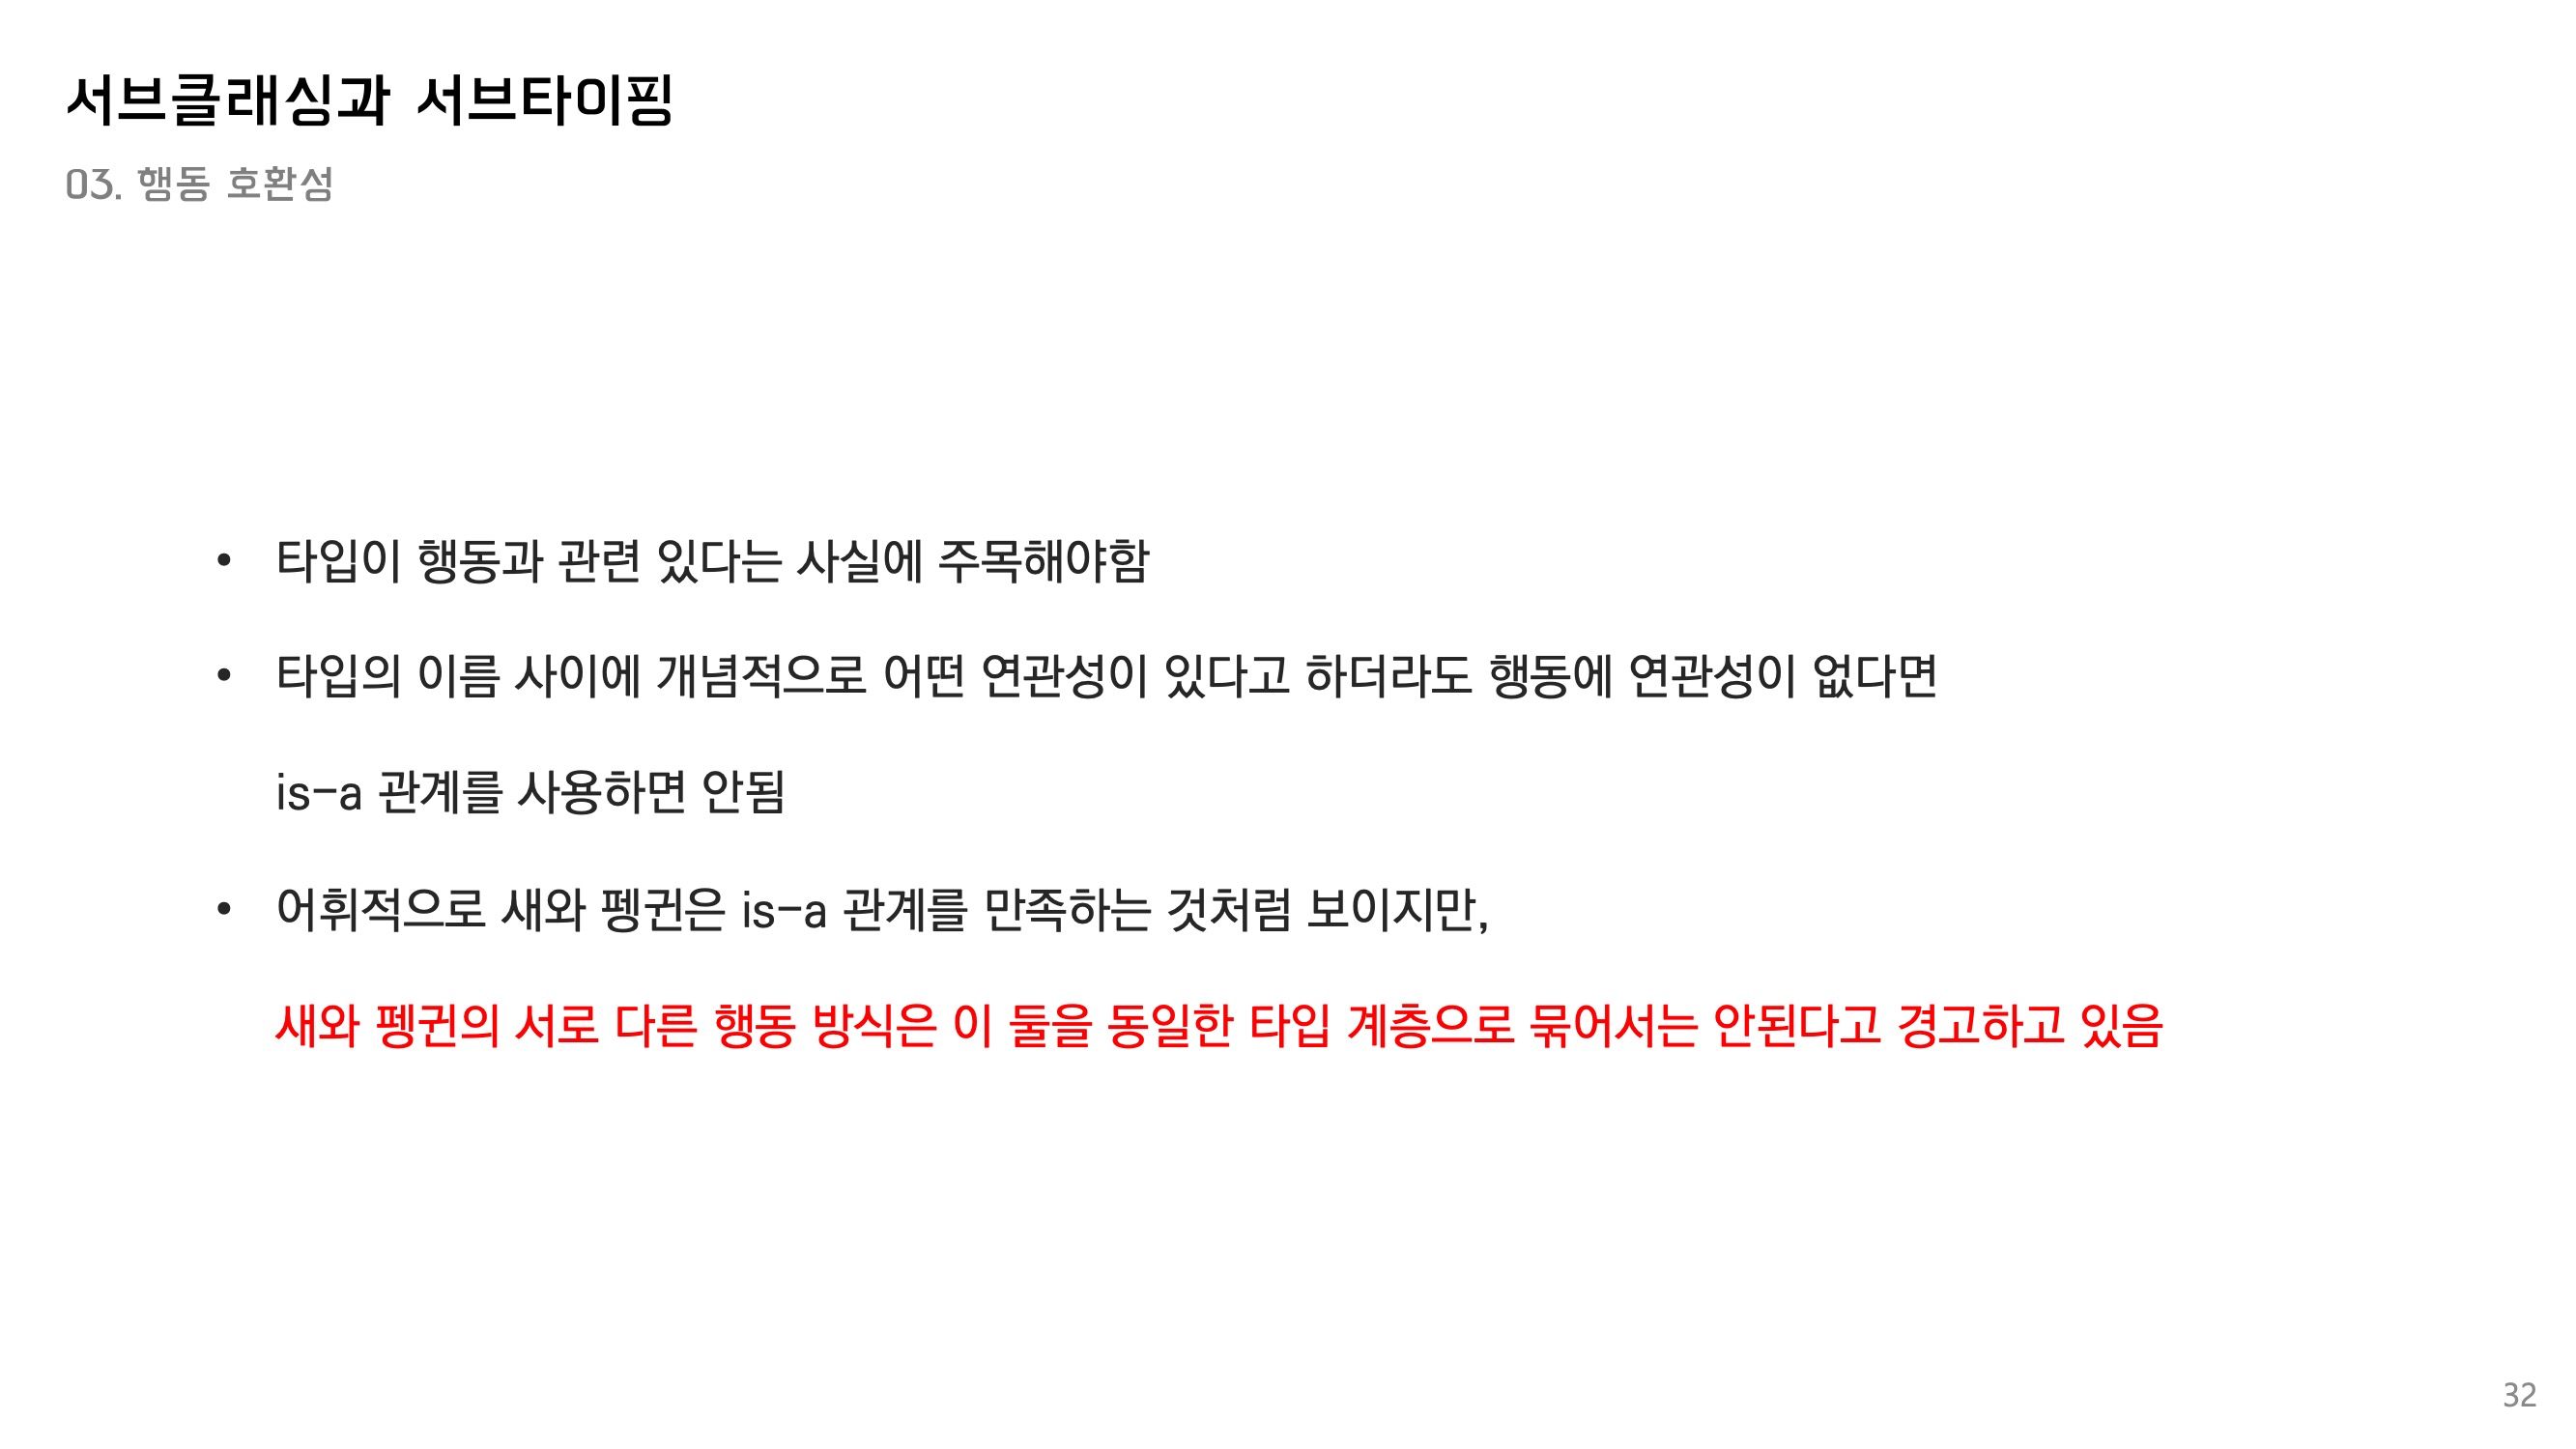 서브클래싱과 서브타이핑
03. 행동 호환성
• 타입이 행동과 관련 있다는 사실에 주목해야함
• 타입의 이름 사이에 개념적으로 어떤 연관성이 있다고 하더라도 행동에 연관성이 없다면
is-a 관계를 사용하면 안됨
• 어휘적으로 새와 펭귄은 is-a 관계를 만족하는 것처럼 보이지만,
새와 펭귄의 서로 다른 행동 방식은 이 둘을 동일한 타입 계층으로 묶어서는 안된다고 경고하고 있음
32